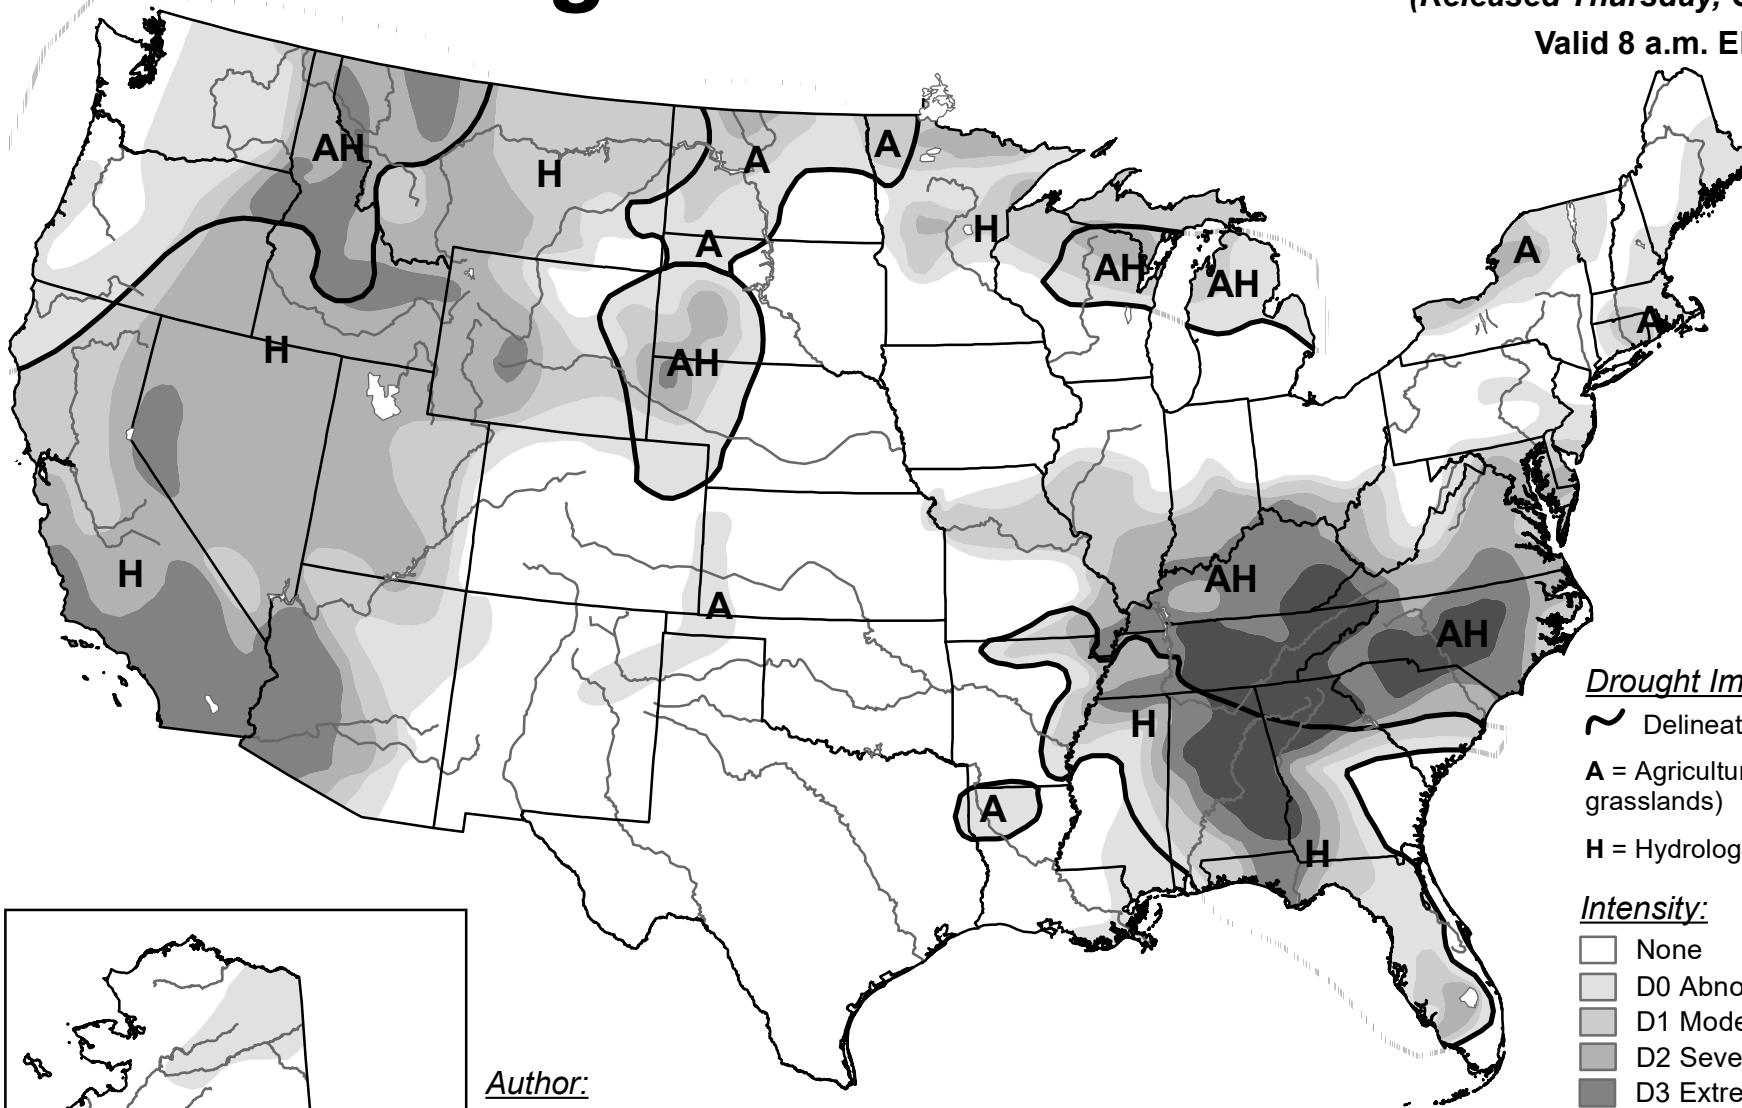 g
(Released Thursday,
Valid 8 a.m.
AH
H
A
A
A
H
AH
AH
A
A
H
AH
H
A
AH
AH
H
A
H
Drought Im
Delineat
A = Agricultur
grasslands)
H = Hydrolog
Intensity:
None
D0 Abno
D1 Mode
D2 Seve
D3 Extre
Author: